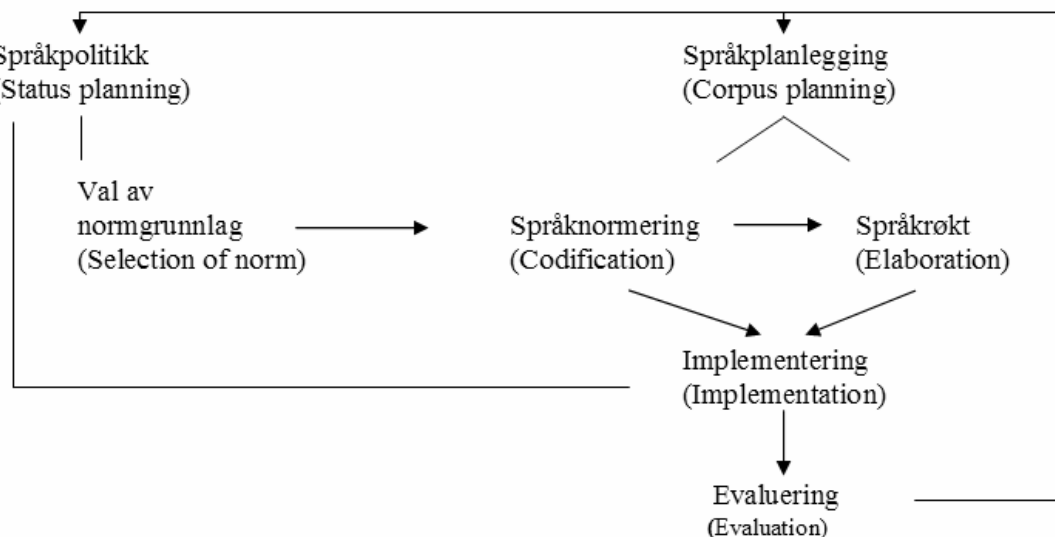 Språkpolitikk
(Status planning)
Språkplanlegging
(Corpus planning)
Val av
normgrunnlag
(Selection of norm)
Språknormering
(Codification)
Språkrøkt
(Elaboration)
Implementering
(Implementation)
Evaluering
(Evaluation)